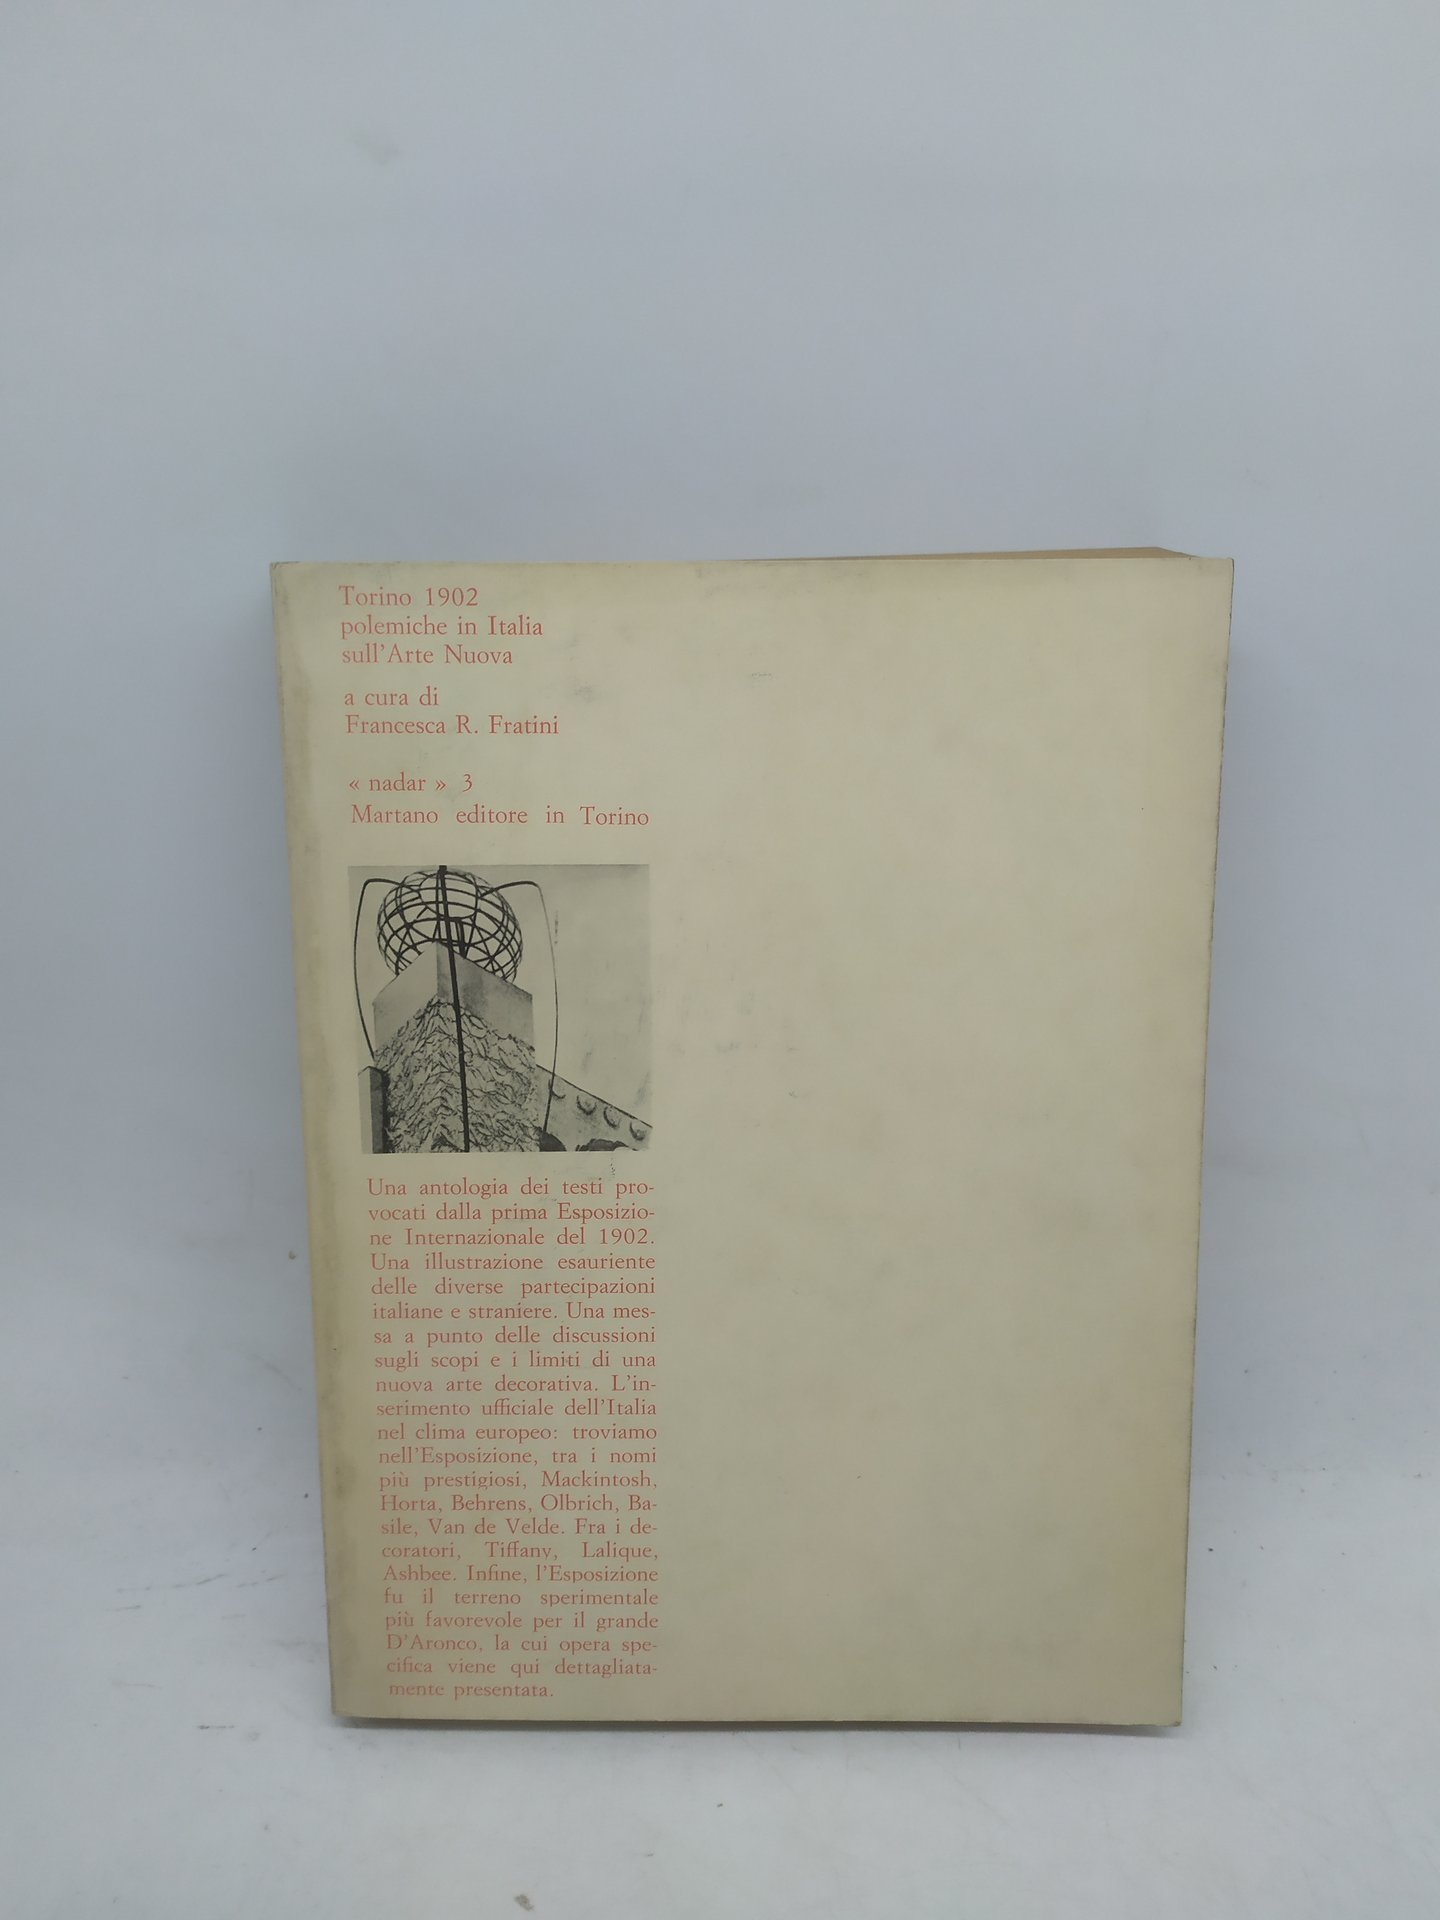 Torino 1902
polemiche in Italia
sull'Arte Nuova
a cura di
Francesca R. Fratini
« nadar » 3
Martano editore in Torino
Una antologia dei testi pro-
vocati dalla prima Esposizio-
ne Internazionale del 1902.
Una illustrazione esauriente
delle diverse partecipazioni
italiane e straniere. Una mes-
sa a punto delle discussioni
sugli scopi e i limiti di una
nuova arte decorativa. L'in-
serimento ufficiale dell'Italia
nel clima europeo: troviamo
nell'Esposizione, tra i nomi
più prestigiosi, Mackintosh,
Horta, Behrens, Olbrich, Ba-
sile, Van de Velde. Fra i de-
coratori, Tiffany, Lalique,
Ashbee. Infine, l'Esposizione
fu il terreno sperimentale
più favorevole per il grande
D'Aronco, la cui opera spe-
cifica viene qui dettagliata-
mente presentata.